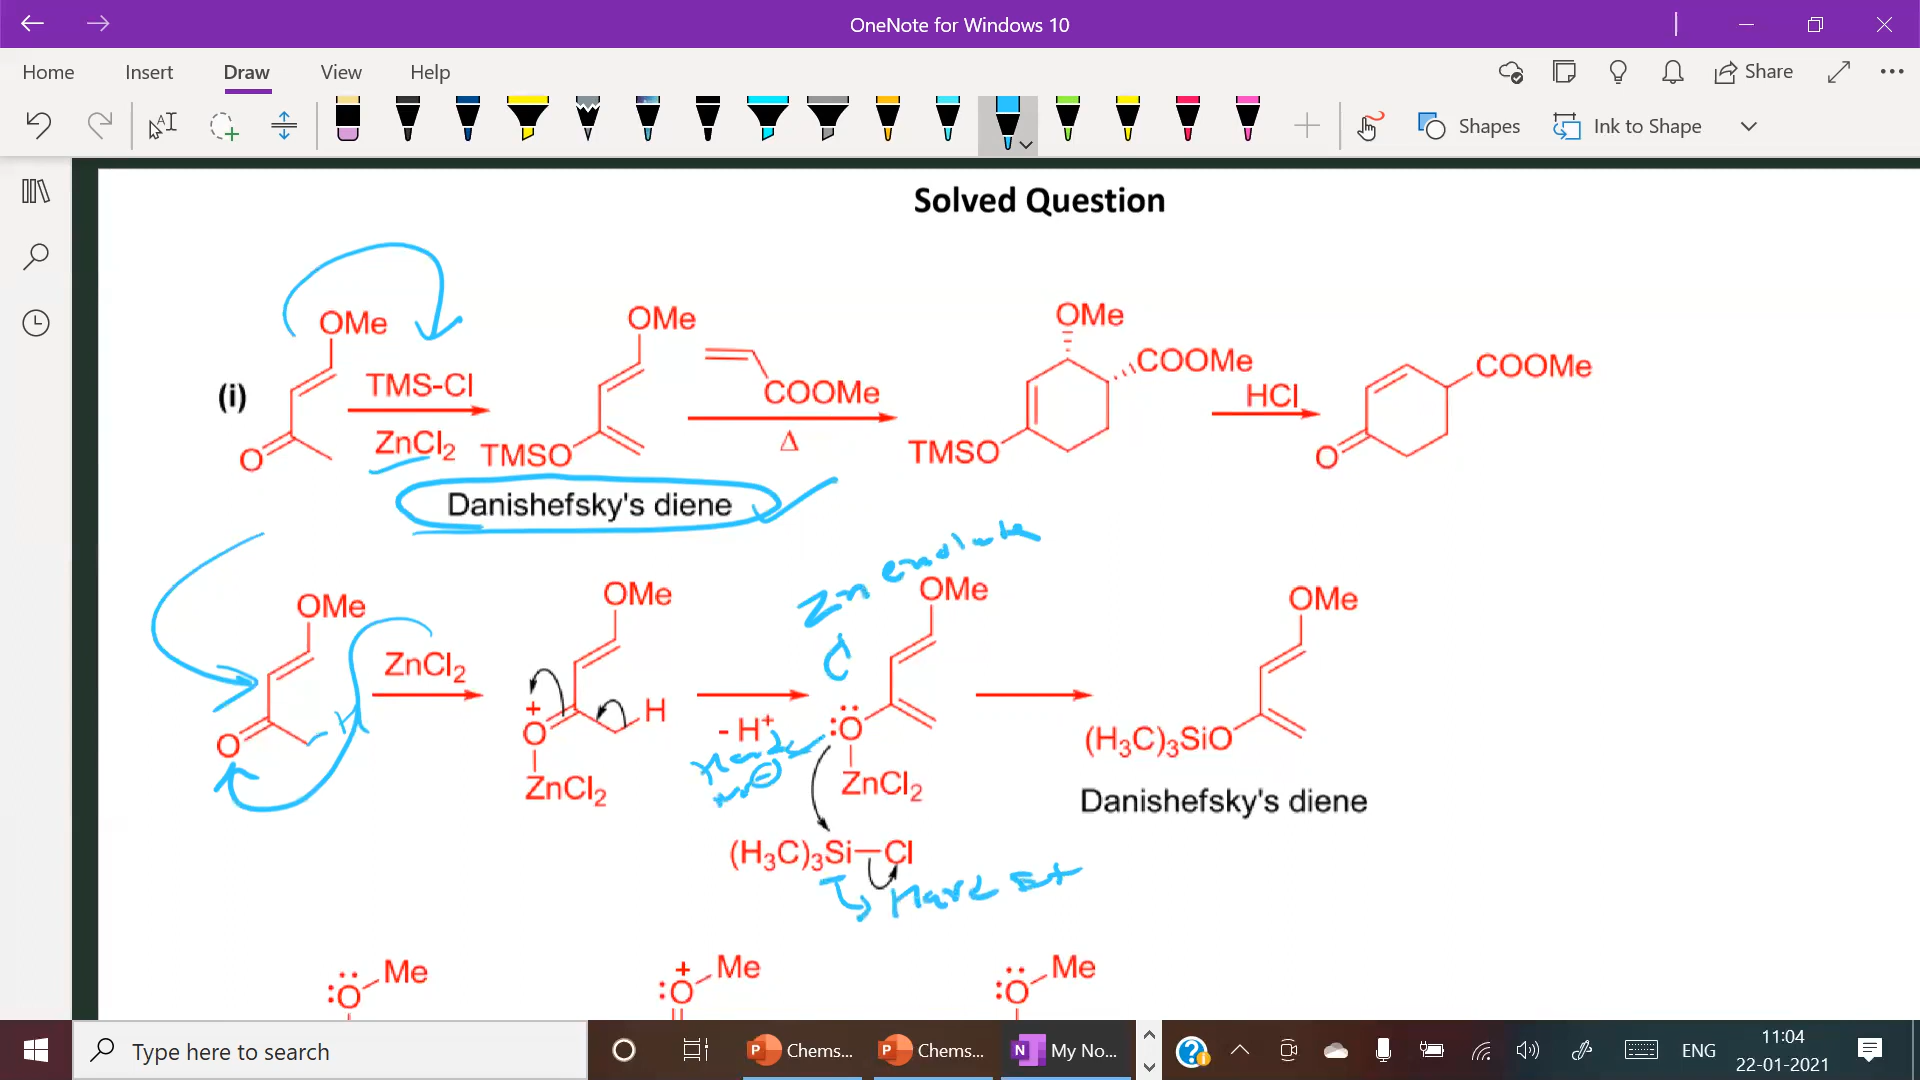 OneNote for Windows 10
Home Insert Draw View Help
Share
Shapes
Ink to Shape
Solved Question
(i)
OMe
O
TMS-Cl
ZnCl2
OMe
TMSO
Danishefsky's diene
COOMe
Δ
OMe
COOMe
TMSO
HCl
COOMe
O
Zn enolate
OMe
O
H
ZnCl2
OMe
H
+
O
ZnCl2
- H+
OMe
:O
ZnCl2
(H3C)3Si—Cl
Hard
OMe
(H3C)3SiO
Danishefsky's diene
:O Me
+
:O Me
:O Me
Type here to search
Chems...
Chems...
My No...
ENG
11:04
22-01-2021